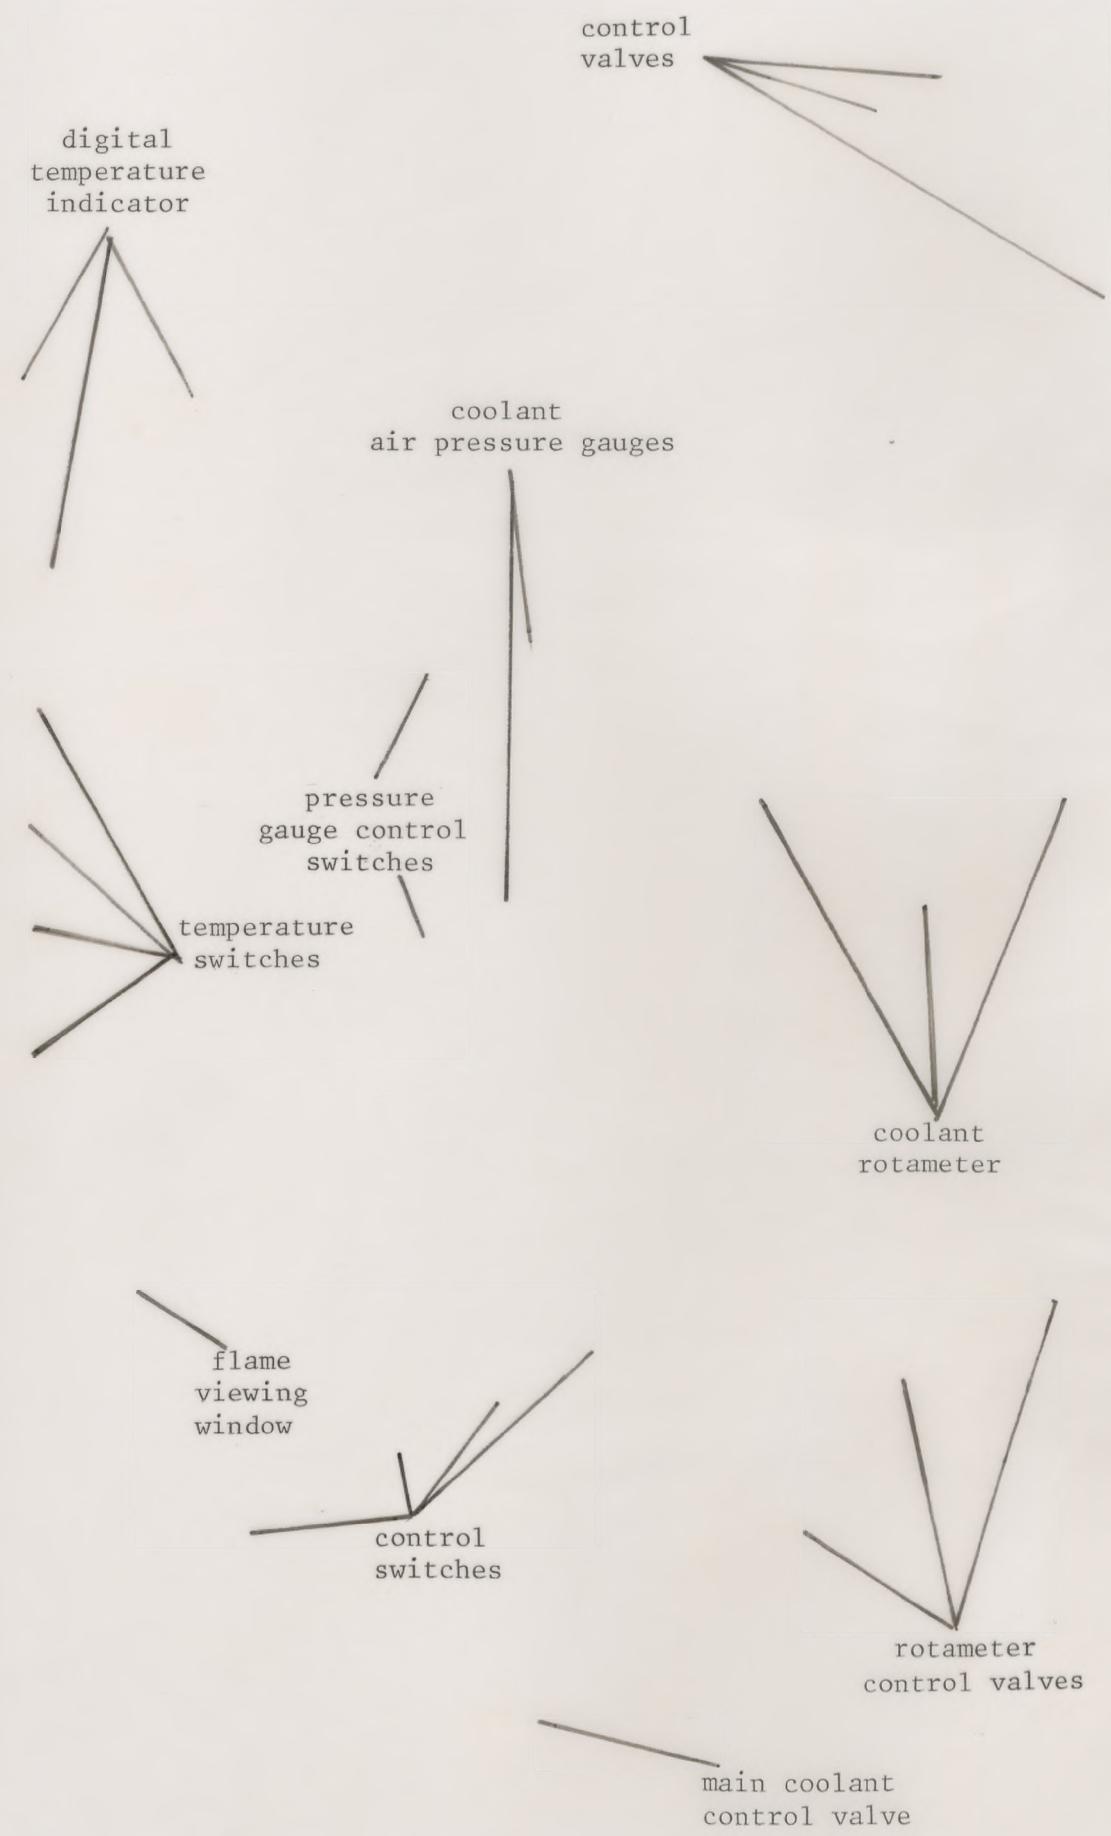 control
valves
digital
temperature
indicator
coolant
air pressure gauges
pressure
gauge control
switches
temperature
switches
coolant
rotameter
flame
viewing
window
control
switches
rotameter
control valves
main coolant
control valve